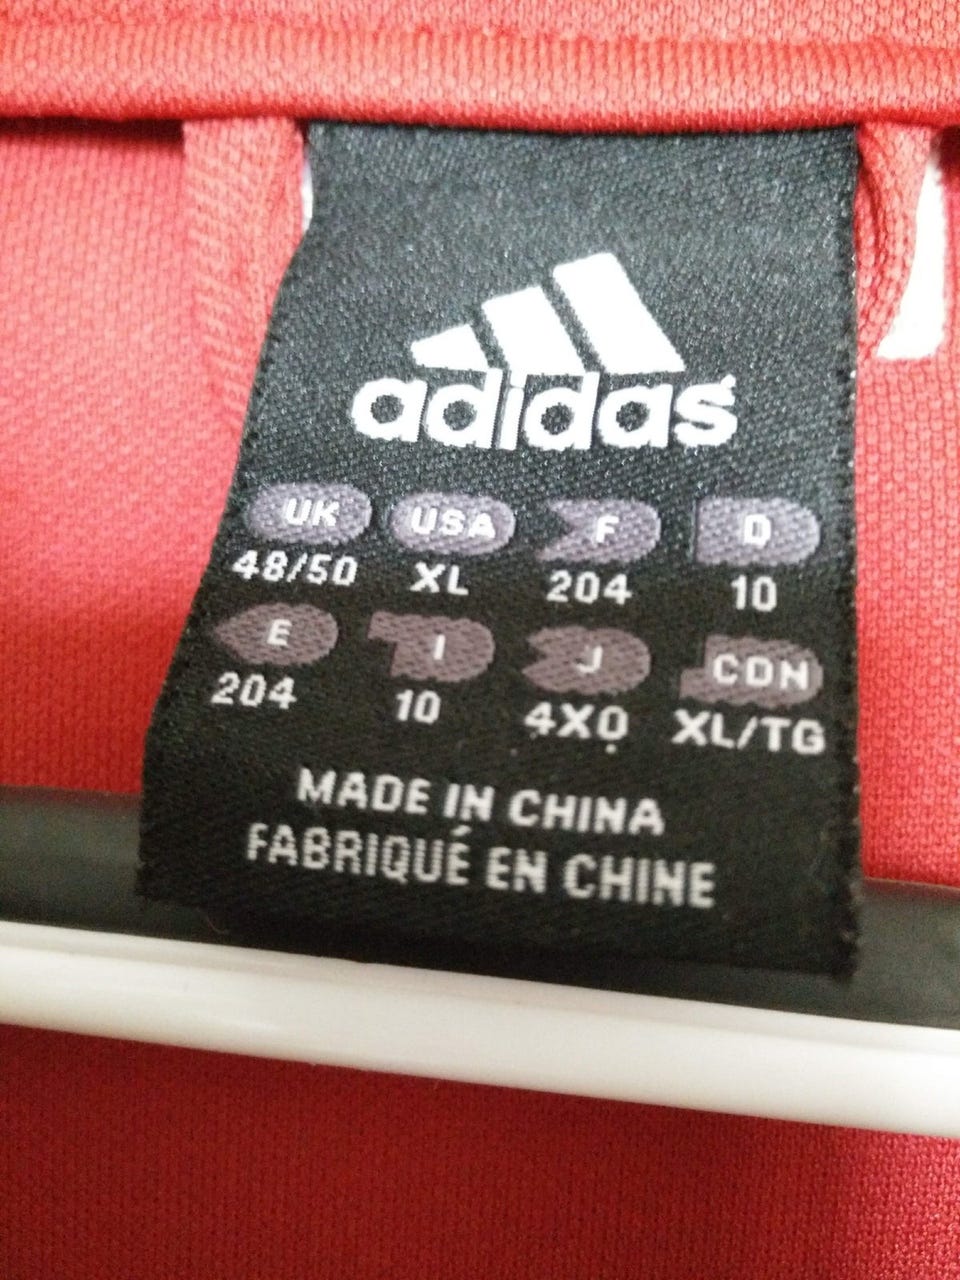 adidas
UK USA F D
48/50 XL 204 10
E I J CDN
204 10 4XO XL/TG
MADE IN CHINA
FABRIQUÉ EN CHINE